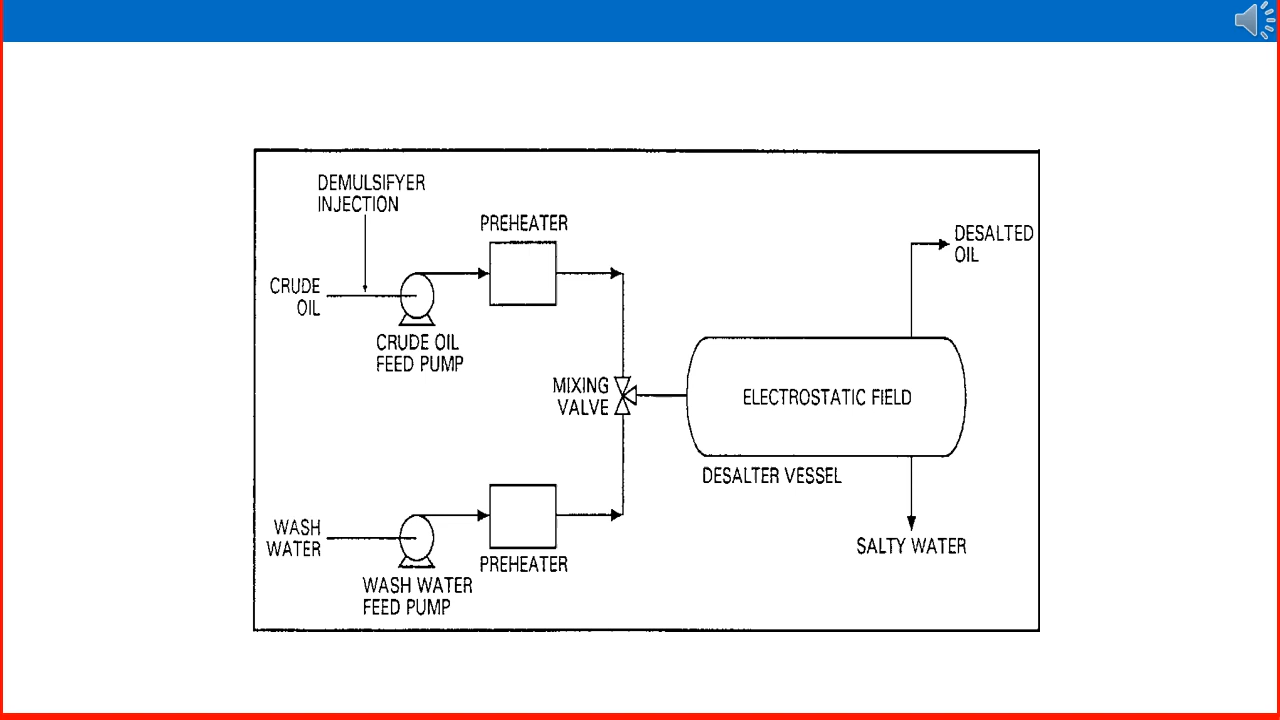 DEMULSIFYER
INJECTION
PREHEATER
CRUDE
OIL
CRUDE OIL
FEED PUMP
MIXING
VALVE
ELECTROSTATIC FIELD
DESALTED
OIL
DESALTER VESSEL
SALTY WATER
WASH
WATER
PREHEATER
WASH WATER
FEED PUMP